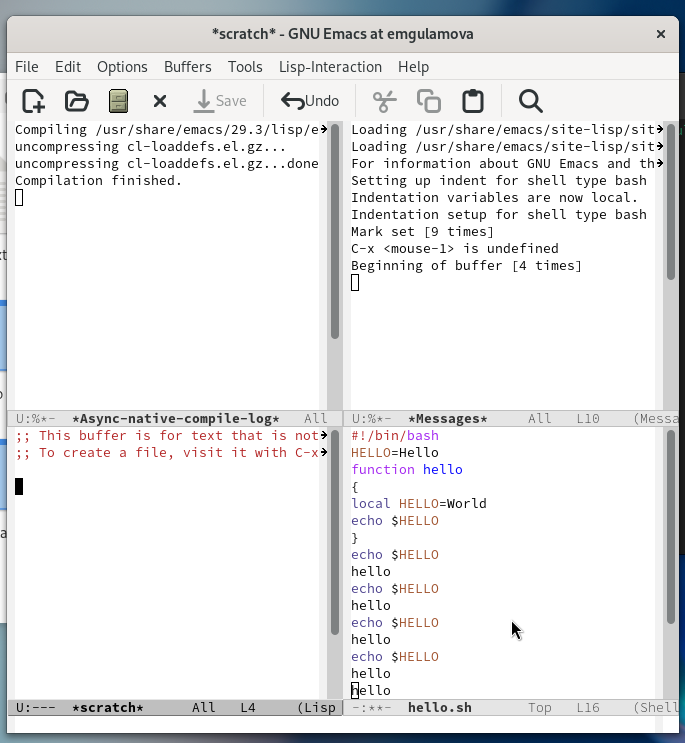 *scratch* - GNU Emacs at emgulamova
File Edit Options Buffers Tools Lisp-Interaction Help
Save Undo
Compiling /usr/share/emacs/29.3/lisp/e
uncompressing cl-loaddefs.el.gz...
uncompressing cl-loaddefs.el.gz...done
Compilation finished.
U:%*- *Async-native-compile-log* All
Loading /usr/share/emacs/site-lisp/sit
Loading /usr/share/emacs/site-lisp/sit
For information about GNU Emacs and th
Setting up indent for shell type bash
Indentation variables are now local.
Indentation setup for shell type bash
Mark set [9 times]
C-x <mouse-1> is undefined
Beginning of buffer [4 times]
U:%*- *Messages* All L10 (Messa
;; This buffer is for text that is not
;; To create a file, visit it with C-x
U:--- *scratch* All L4 (Lisp
#!/bin/bash
HELLO=Hello
function hello
{
local HELLO=World
echo $HELLO
}
echo $HELLO
hello
echo $HELLO
hello
echo $HELLO
hello
echo $HELLO
hello
hello
-:**- hello.sh Top L16 (Shell